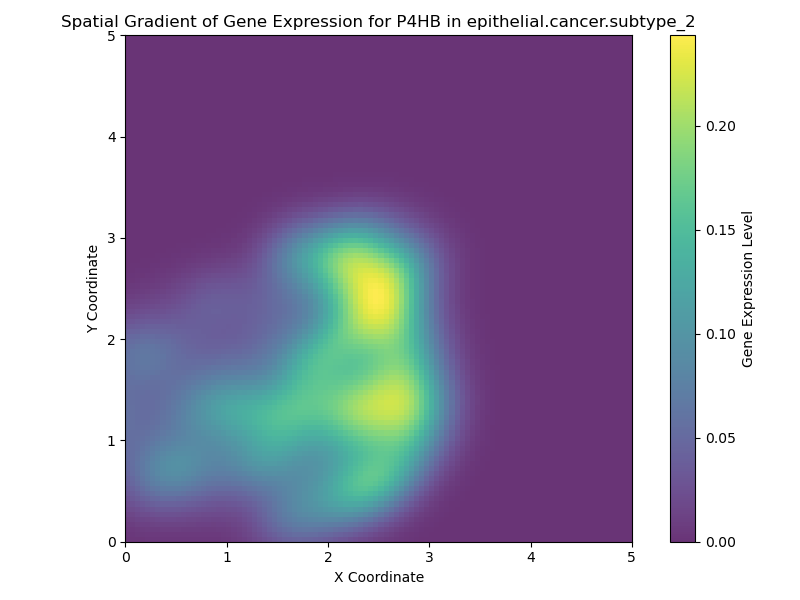 Spatial Gradient of Gene Expression for P4HB in epithelial.cancer.subtype_2
5
4
3
2
1
0
Y Coordinate
0 1 2 3 4 5
X Coordinate
0.20
0.15
0.10
0.05
0.00
Gene Expression Level